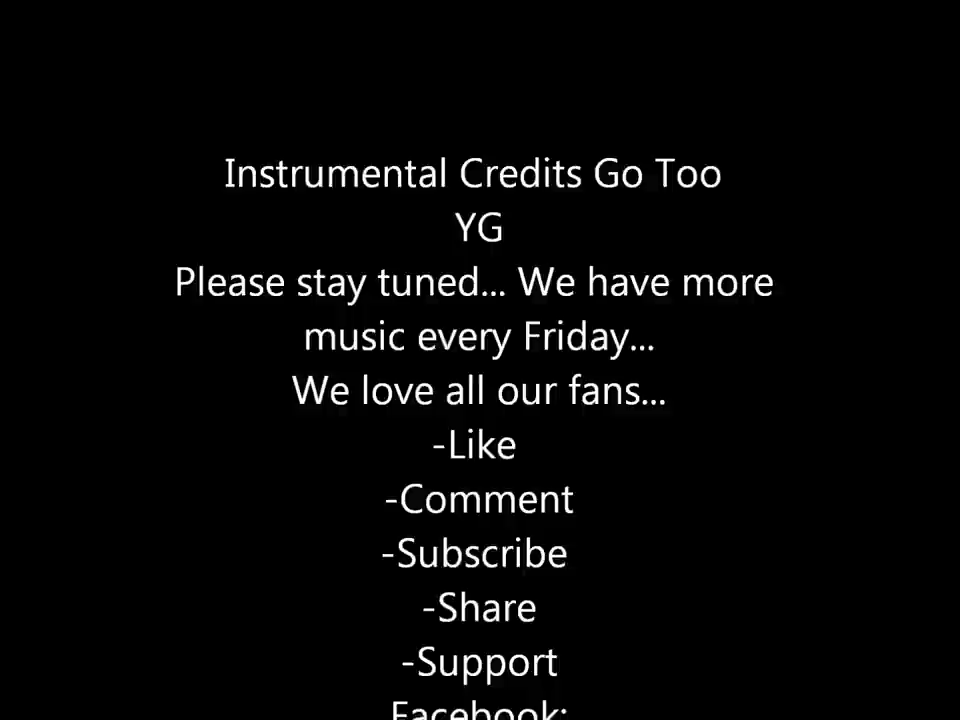 Instrumental Credits Go Too
YG
Please stay tuned... We have more
music every Friday...
We love all our fans...
-Like
-Comment
-Subscribe
-Share
-Support
Facebook: